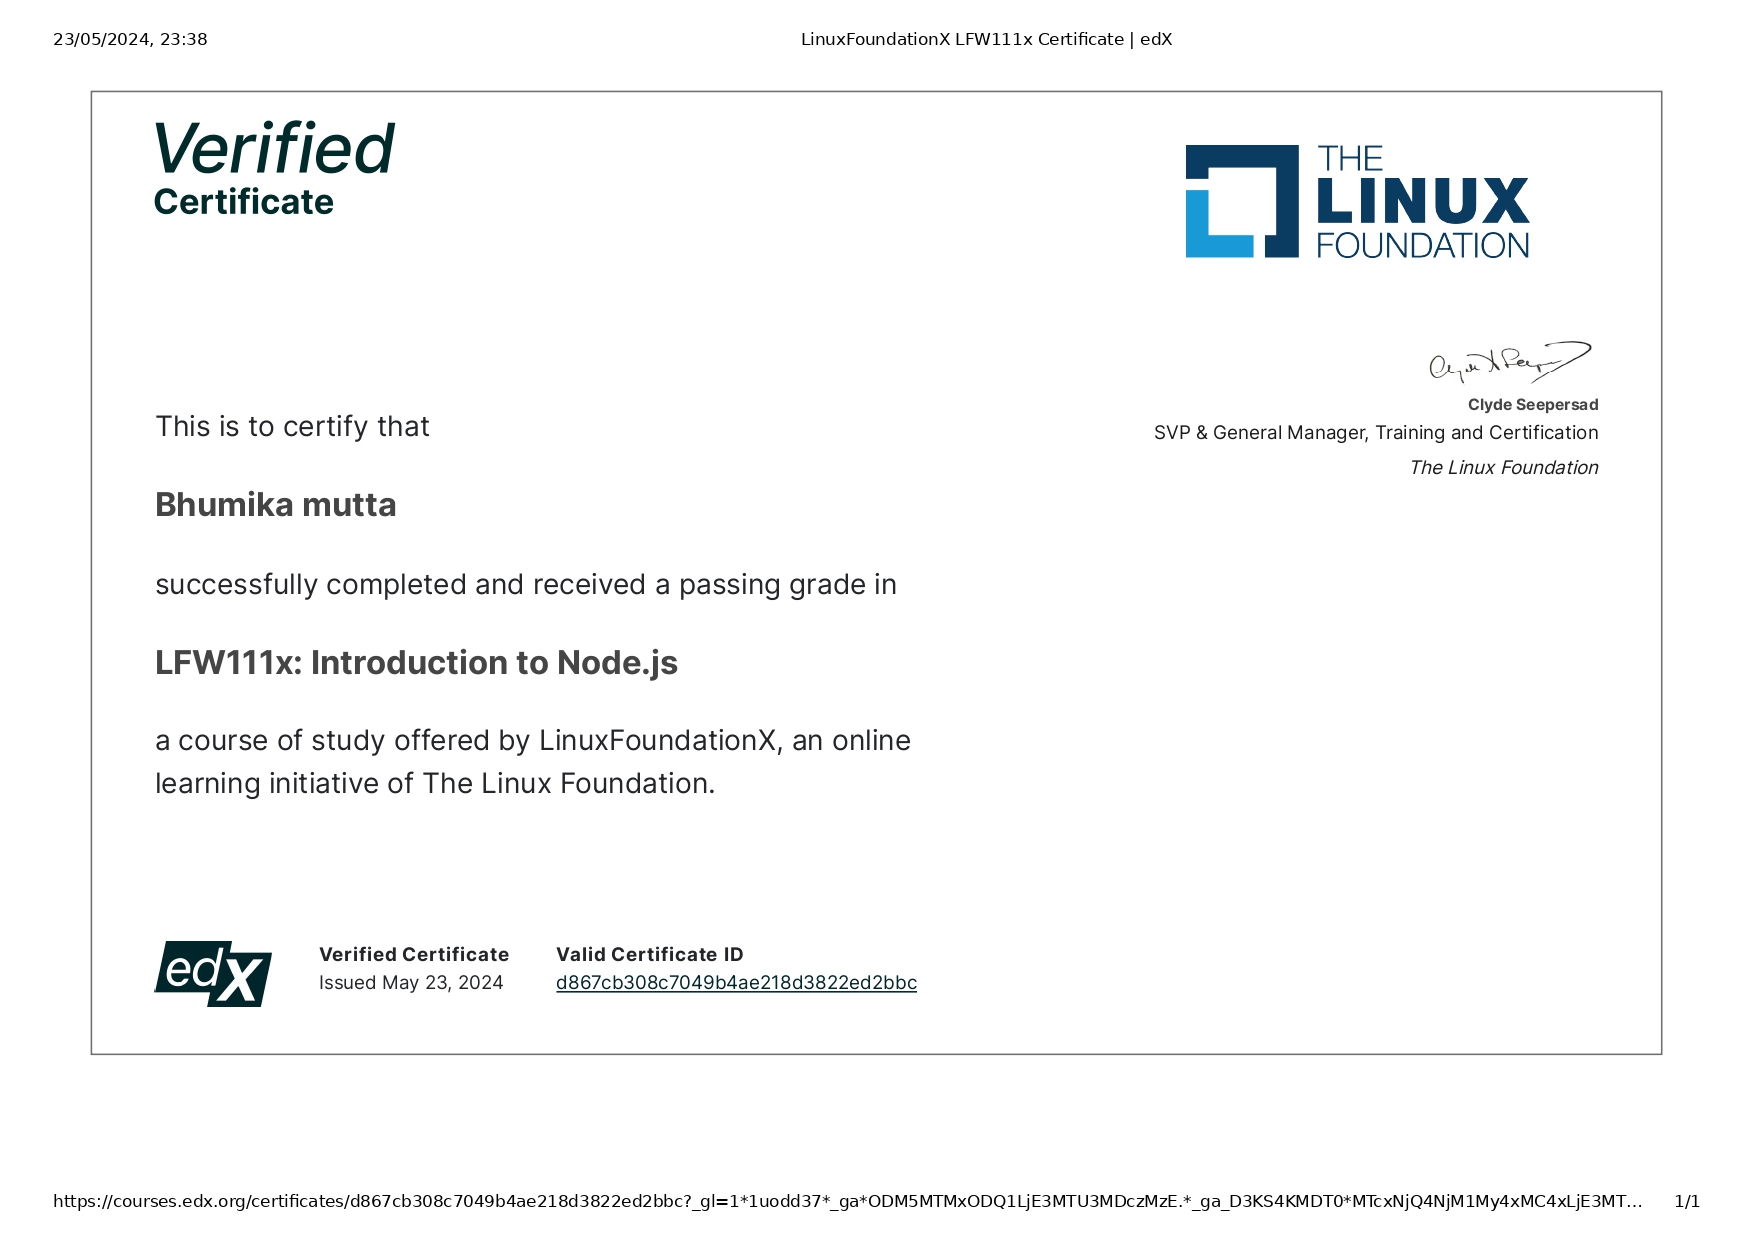 23/05/2024, 23:38
LinuxFoundationX LFW111x Certificate | edX
Verified
Certificate
THE
LINUX
FOUNDATION
Clyde Seepersad
SVP & General Manager, Training and Certification
The Linux Foundation
This is to certify that
Bhumika mutta
successfully completed and received a passing grade in
LFW111x: Introduction to Node.js
a course of study offered by LinuxFoundationX, an online
learning initiative of The Linux Foundation.
edX
Verified Certificate
Issued May 23, 2024
Valid Certificate ID
d867cb308c7049b4ae218d3822ed2bbc
https://courses.edx.org/certificates/d867cb308c7049b4ae218d3822ed2bbc?_gl=1*1uodd37*_ga*ODM5MTMxODQ1LjE3MTU3MDczMzE.*_ga_D3KS4KMDT0*MTcxNjQ4NjM1My4xMC4xLjE3MT…
1/1